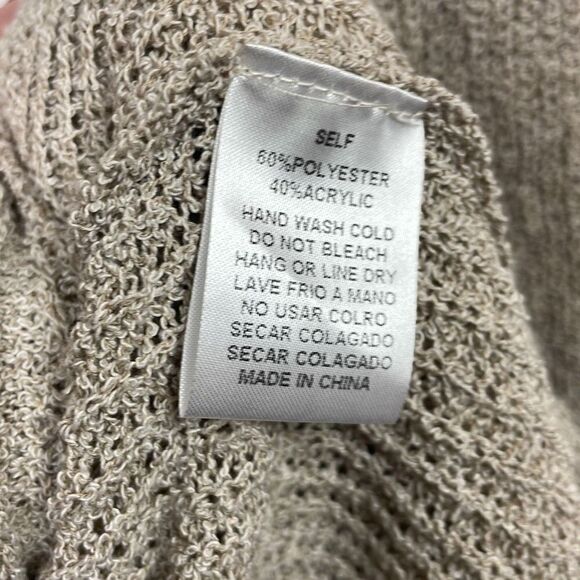 SELF
60%POLYESTER
40%ACRYLIC
HAND WASH COLD
DO NOT BLEACH
HANG OR LINE DRY
LAVE FRIO A MANO
NO USAR COLRO
SECAR COLAGADO
SECAR COLAGADO
MADE IN CHINA